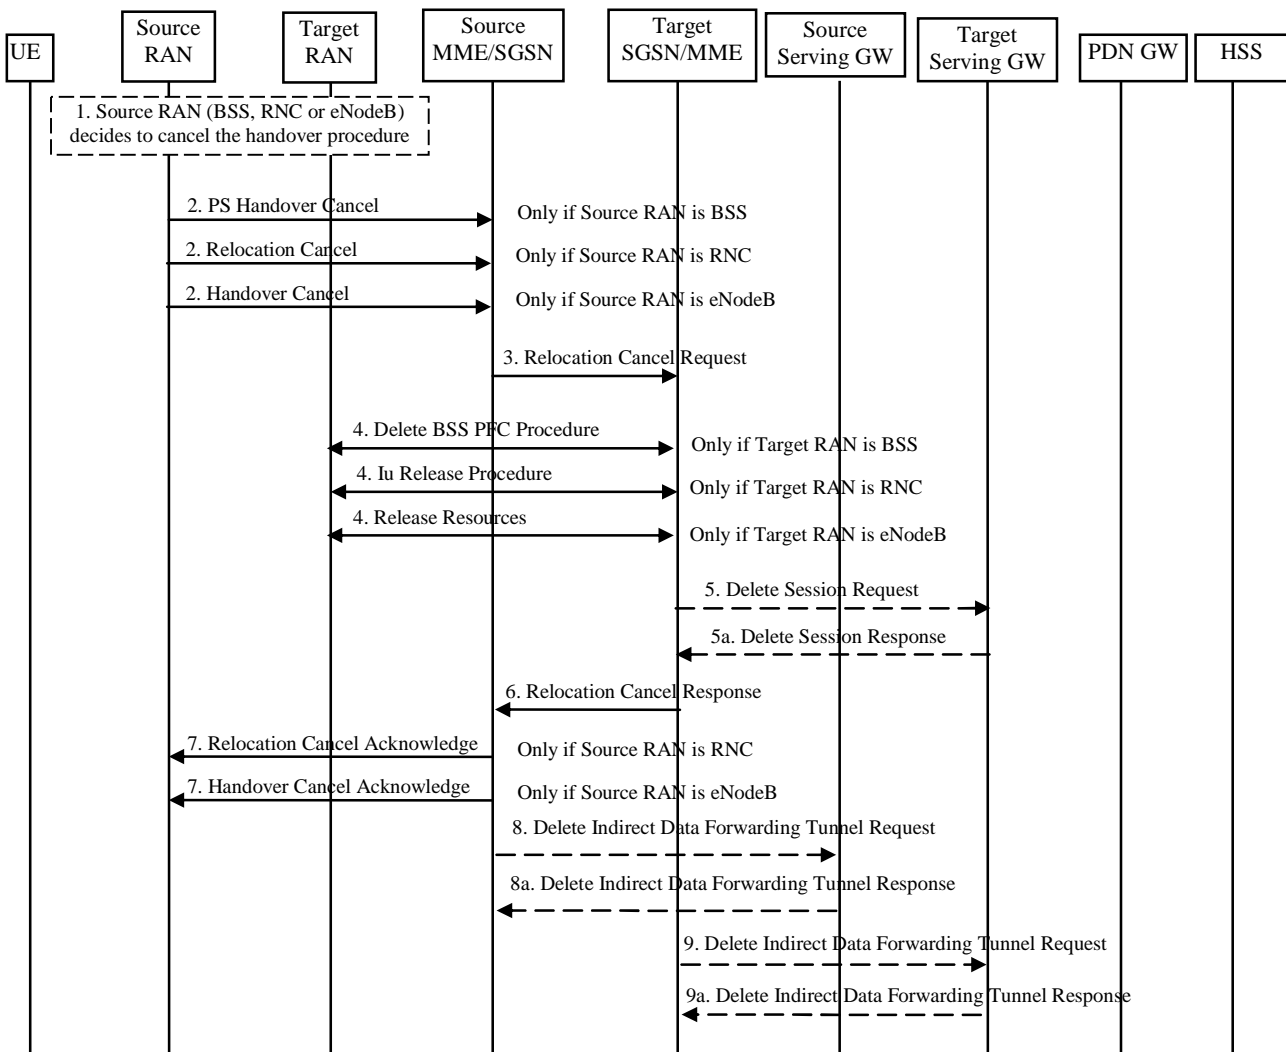 UE
Source
RAN
Target
RAN
Source
MME/SGSN
Target
SGSN/MME
Source
Serving GW
Target
Serving GW
PDN GW
HSS
1. Source RAN (BSS, RNC or eNodeB)
decides to cancel the handover procedure
2. PS Handover Cancel
Only if Source RAN is BSS
2. Relocation Cancel
Only if Source RAN is RNC
2. Handover Cancel
Only if Source RAN is eNodeB
3. Relocation Cancel Request
4. Delete BSS PFC Procedure
Only if Target RAN is BSS
4. Iu Release Procedure
Only if Target RAN is RNC
4. Release Resources
Only if Target RAN is eNodeB
5. Delete Session Request
5a. Delete Session Response
6. Relocation Cancel Response
7. Relocation Cancel Acknowledge
Only if Source RAN is RNC
7. Handover Cancel Acknowledge
Only if Source RAN is eNodeB
8. Delete Indirect Data Forwarding Tunnel Request
8a. Delete Indirect Data Forwarding Tunnel Response
9. Delete Indirect Data Forwarding Tunnel Request
9a. Delete Indirect Data Forwarding Tunnel Response